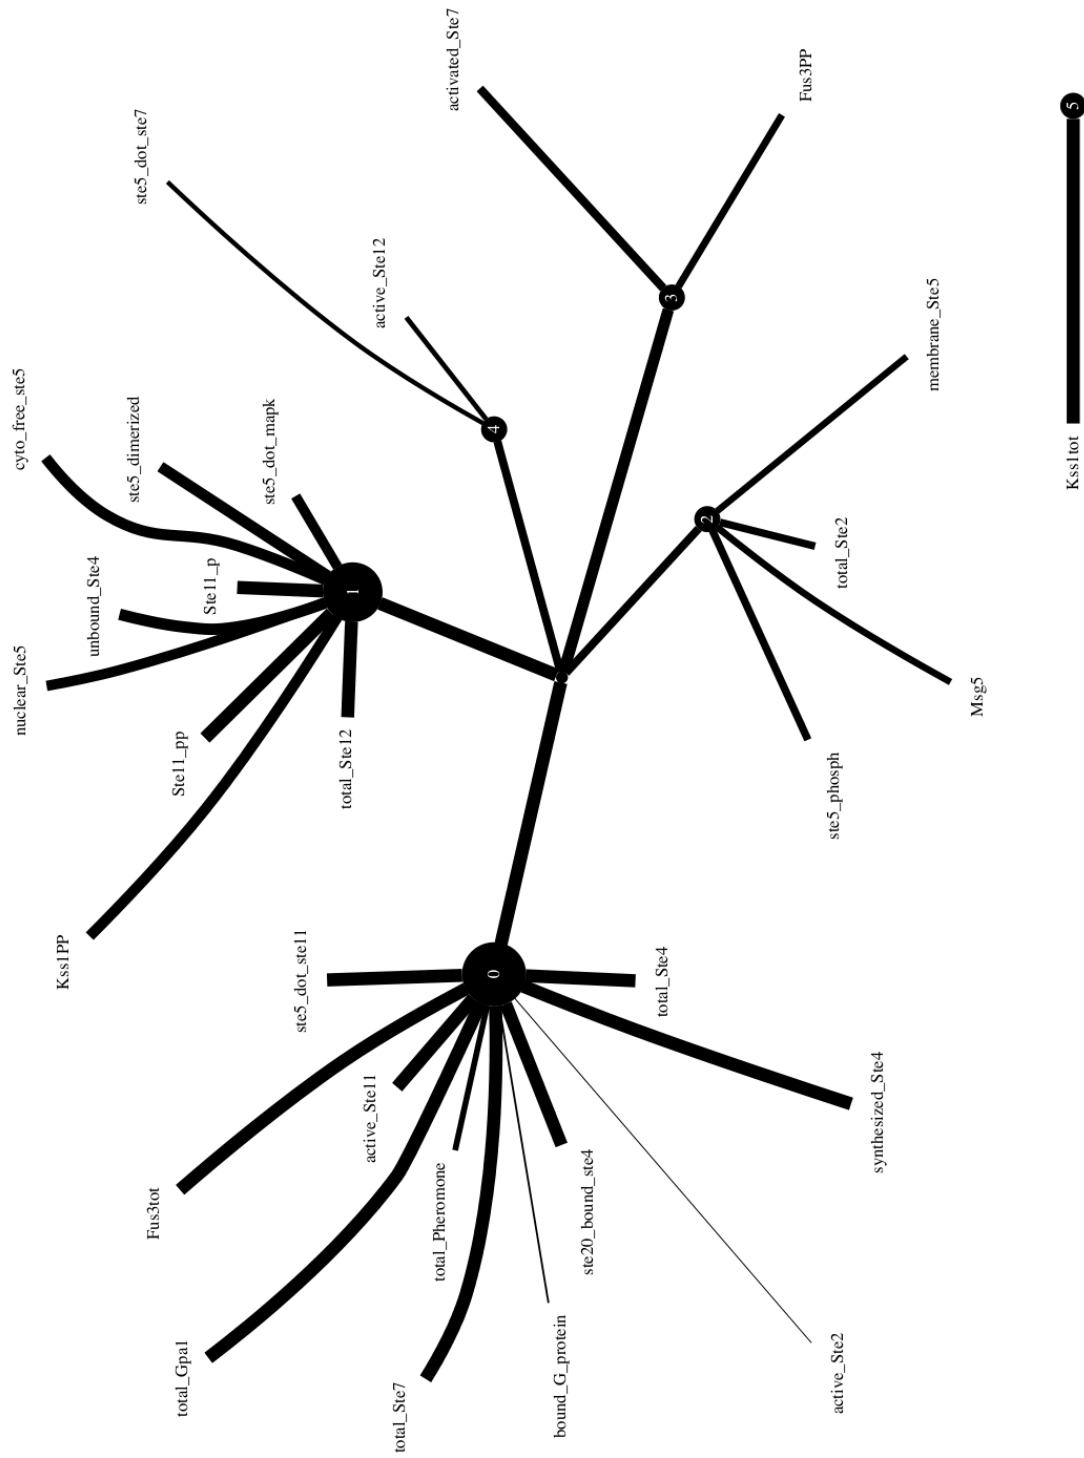 activated_Ste7
Fus3PP
5
ste5_dot_ste7
active_Ste12
3
membrane_Ste5
cyto_free_ste5
ste5_dimerized
ste5_dot_mapk
4
Kss1tot
2
total_Ste2
unbound_Ste4
Ste11_p
1
nuclear_Ste5
Msg5
Ste11_pp
total_Ste12
ste5_phosph
Kss1PP
0
ste5_dot_ste11
total_Ste4
active_Ste11
synthesized_Ste4
Fus3tot
total_Pheromone
ste20_bound_ste4
total_Gpa1
total_Ste7
bound_G_protein
active_Ste2